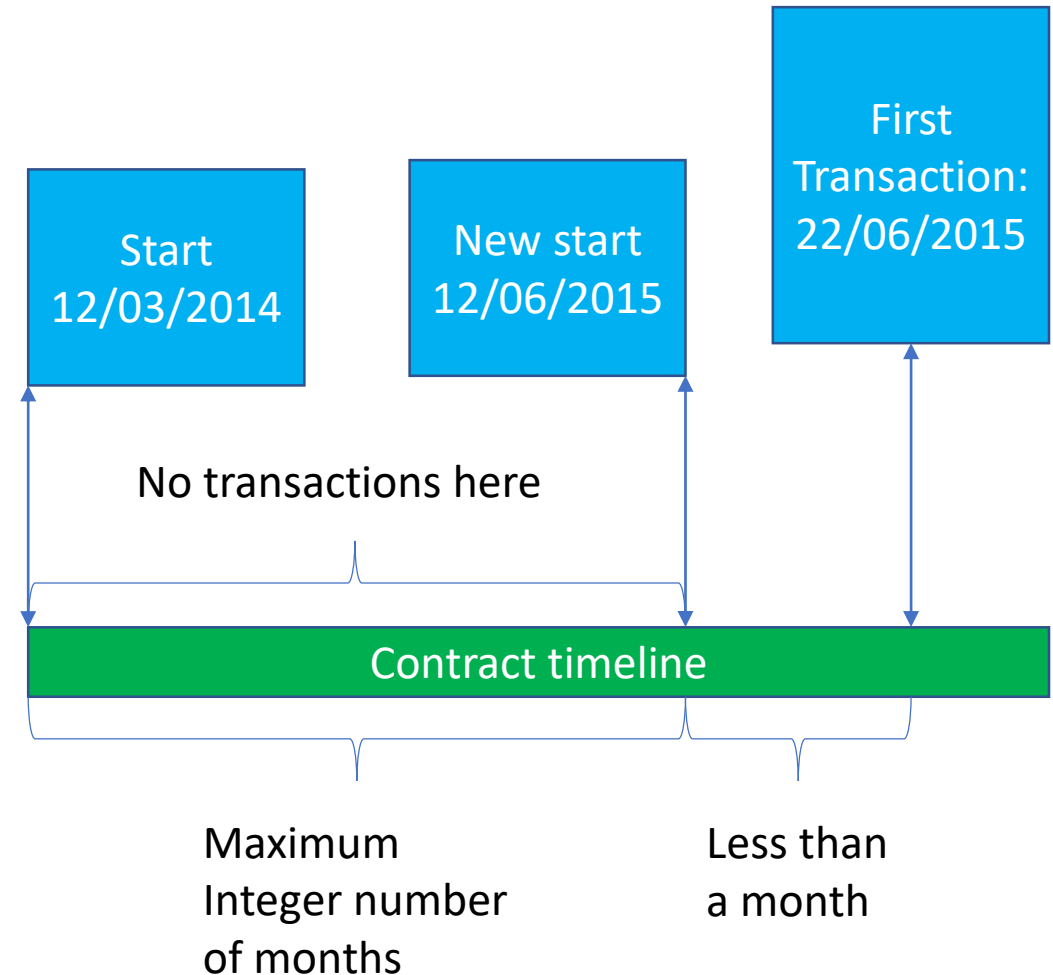 Start
12/03/2014
New start
12/06/2015
First
Transaction:
22/06/2015
No transactions here
Contract timeline
Maximum
Integer number
of months
Less than
a month